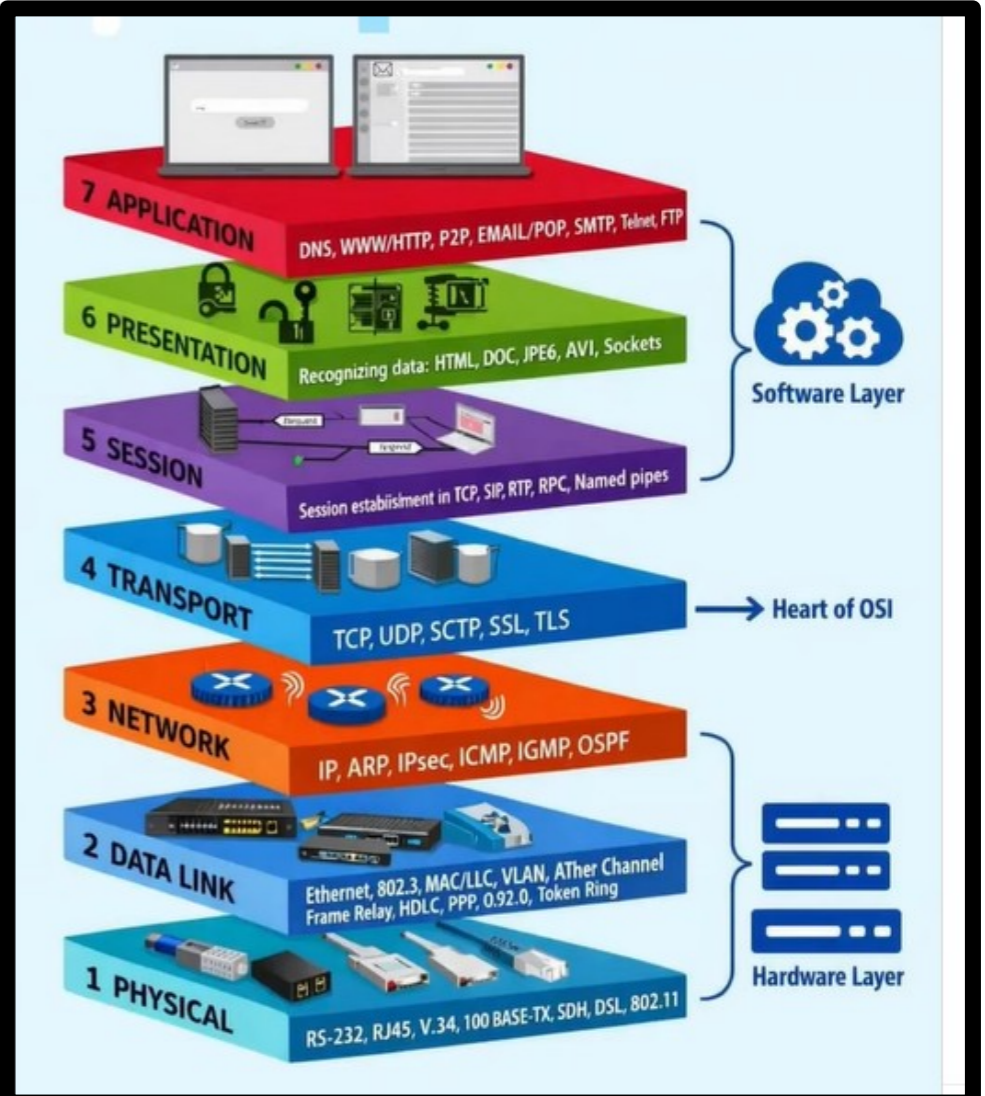 7 APPLICATION
DNS, WWW/HTTP, P2P, EMAIL/POP, SMTP, Telnet, FTP
6 PRESENTATION
Recognizing data: HTML, DOC, JPE6, AVI, Sockets
Software Layer
5 SESSION
Request
Session estabiislment in TCP, SIP, RTP, RPC, Named pipes
4 TRANSPORT
TCP, UDP, SCTP, SSL, TLS
Heart of OSI
3 NETWORK
IP, ARP, IPsec, ICMP, IGMP, OSPF
2 DATA LINK
Ethernet, 802.3, MAC/LLC, VLAN, ATher Channel
Frame Relay, HDLC, PPP, 0.92.0, Token Ring
Hardware Layer
1 PHYSICAL
RS-232, RJ45, V.34, 100 BASE-TX, SDH, DSL, 802.11